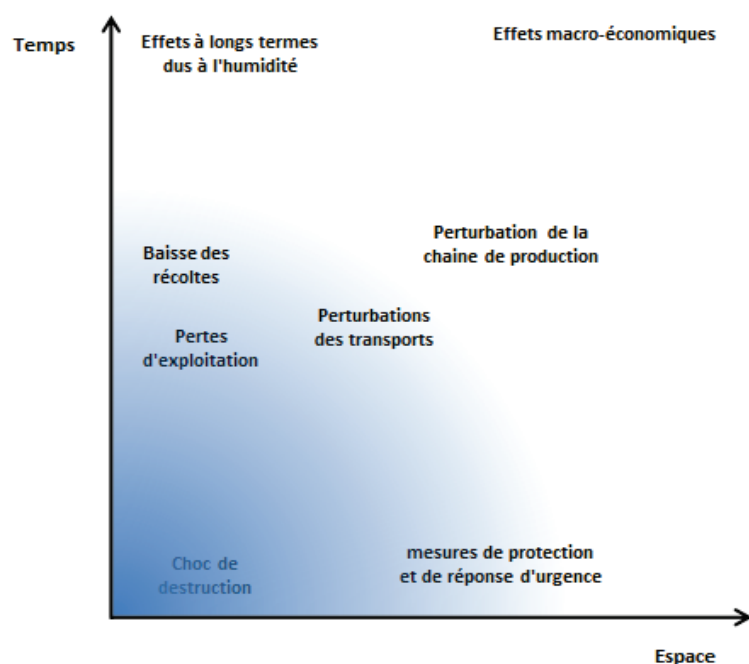 Temps
Effets à longs termes
dus à l'humidité
Effets macro-économiques
Perturbation de la
chaine de production
Baisse des
récoltes
Perturbations
des transports
Pertes
d'exploitation
mesures de protection
et de réponse d'urgence
Choc de
destruction
Espace